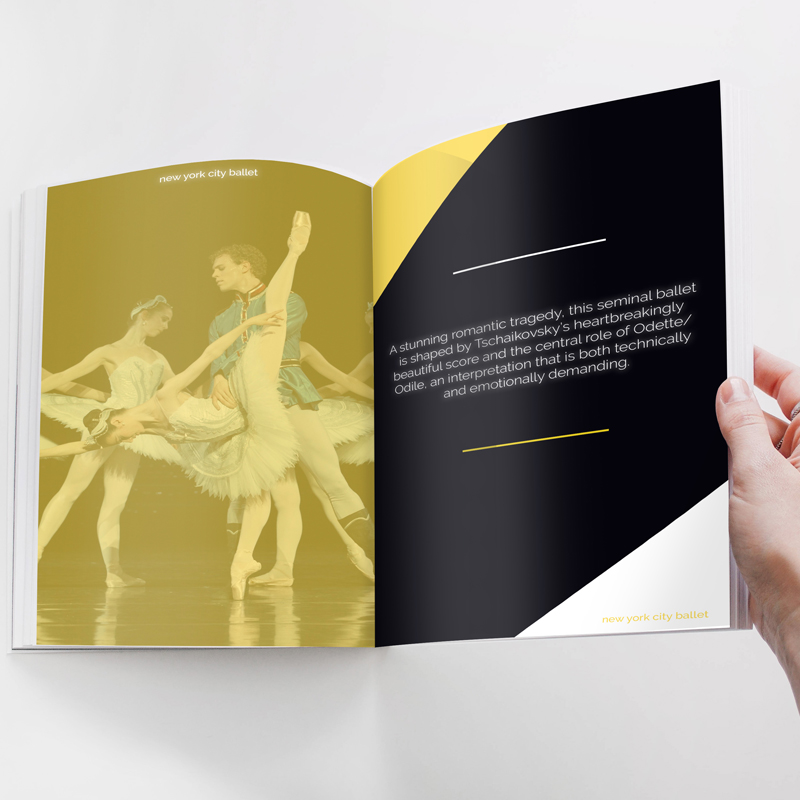 new york city ballet
A stunning romantic tragedy, this seminal ballet
is shaped by Tschaikovsky's heartbreakingly
beautiful score and the central role of Odette/
Odile, an interpretation that is both technically
and emotionally demanding.
new york city ballet